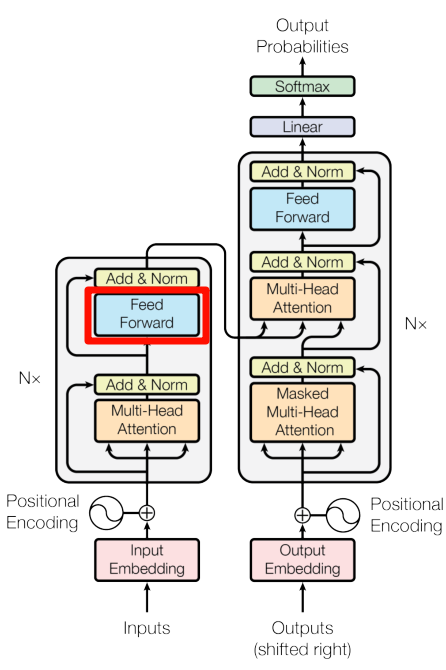 Output
Probabilities
Softmax
Linear
Add & Norm
Feed
Forward
Add & Norm
Multi-Head
Attention
Nx
Add & Norm
Masked
Multi-Head
Attention
Add & Norm
Feed
Forward
Nx
Add & Norm
Multi-Head
Attention
Positional
Encoding
Positional
Encoding
Input
Embedding
Output
Embedding
Inputs
Outputs
(shifted right)